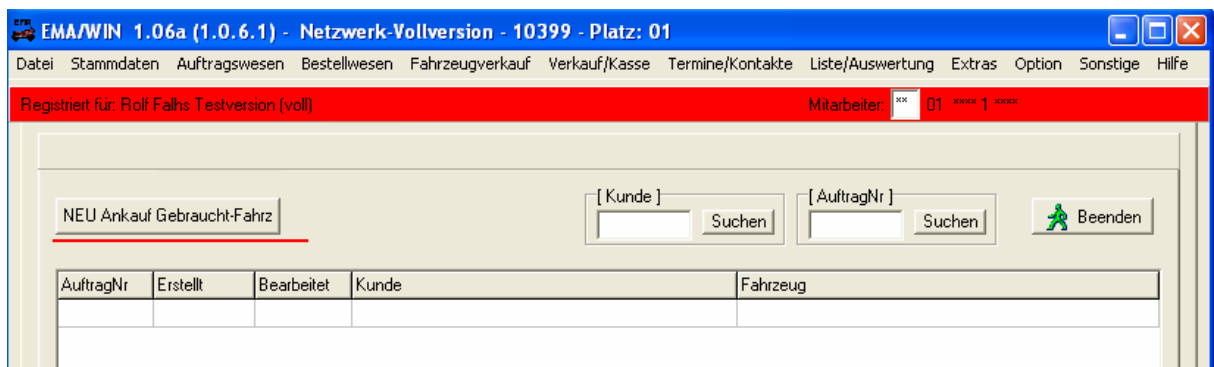 EMA/WIN 1.06a (1.0.6.1) - Netzwerk-Vollversion - 10399 - Platz: 01
Datei Stammdaten Auftragswesen Bestellwesen Fahrzeugverkauf Verkauf/Kasse Termine/Kontakte Liste/Auswertung Extras Option Sonstige Hilfe
Registriert für: Rolf Falhs Testversion (voll) Mitarbeiter: ** 01 **** 1 ****
[ Kunde ] [ AuftragNr ]
NEU Ankauf Gebraucht-Fahrz Suchen Suchen Beenden
AuftragNr Erstellt Bearbeitet Kunde Fahrzeug